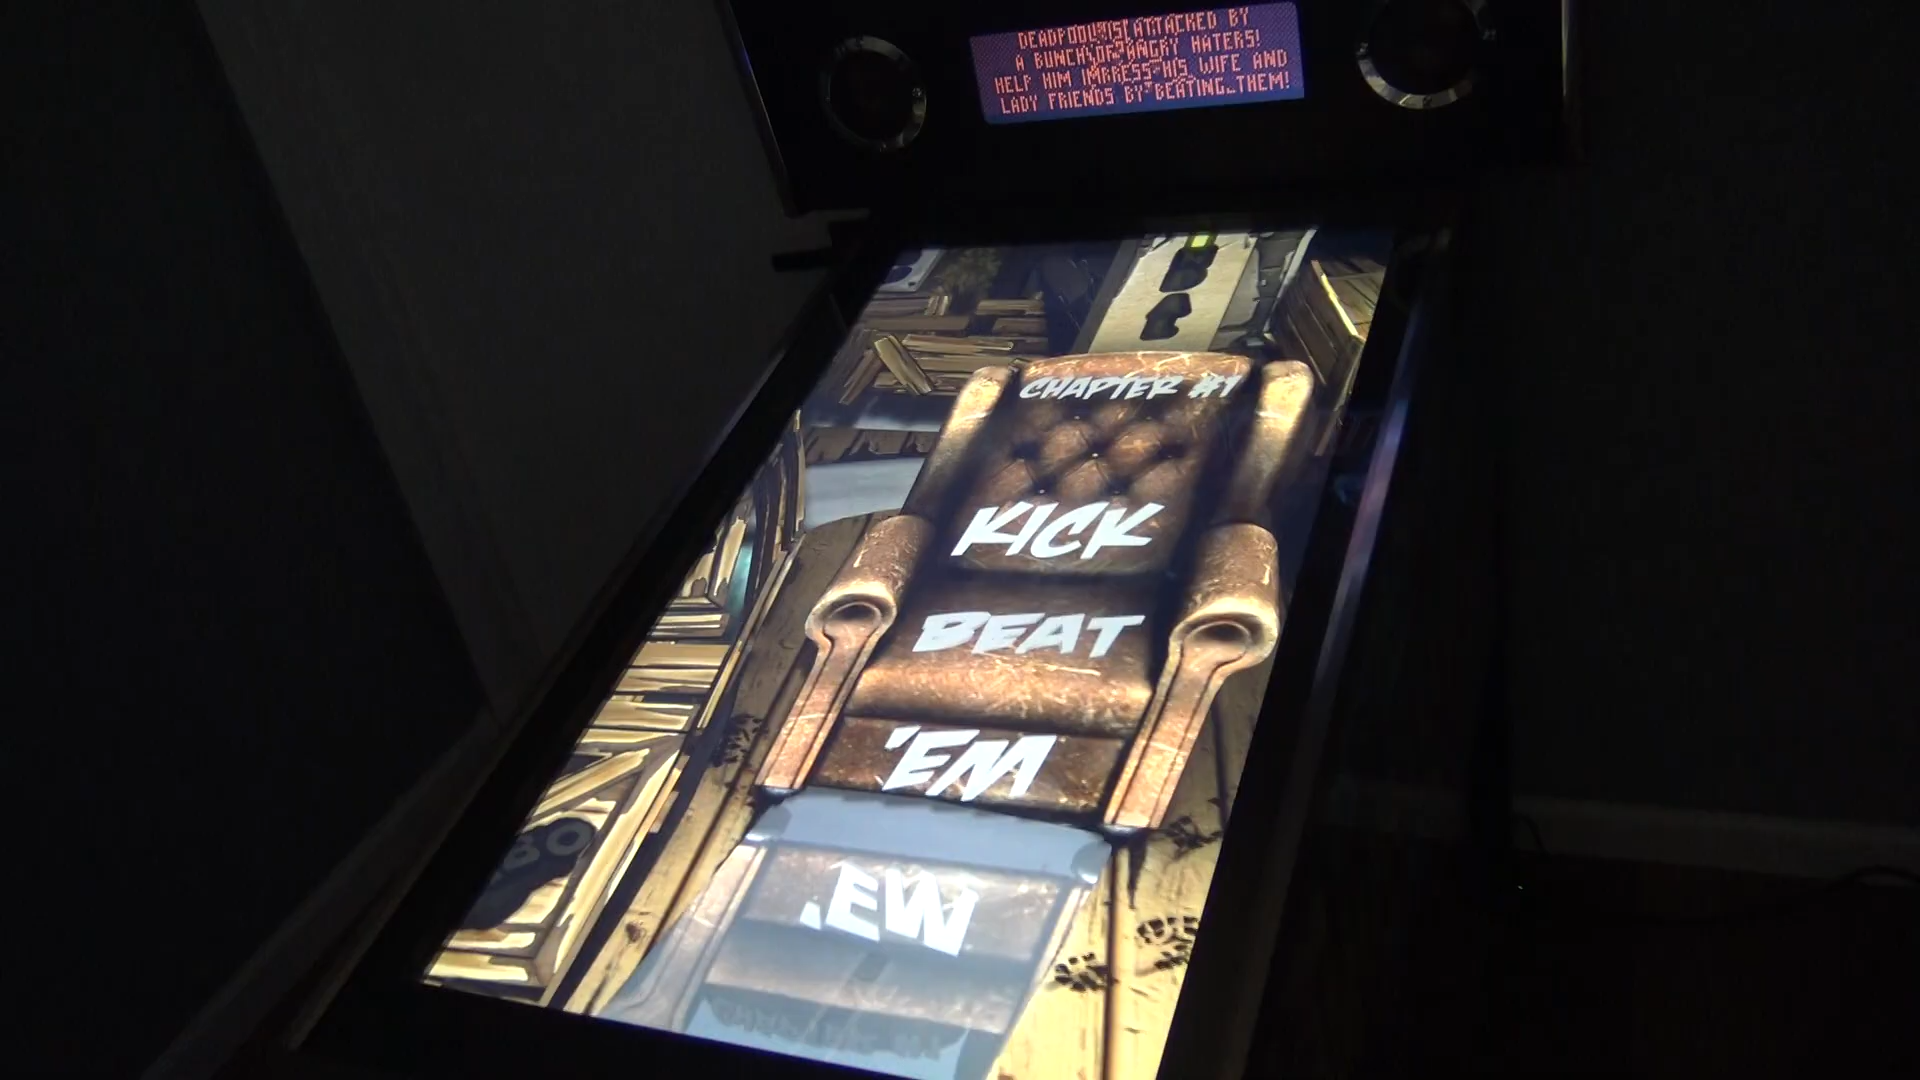 DEADPOOL IS ATTACKED BY
A BUNCH OF ANGRY HATERS!
HELP HIM IMPRESS HIS WIFE AND
LADY FRIENDS BY BEATING THEM!
CHAPTER #1
KICK
BEAT
'EM